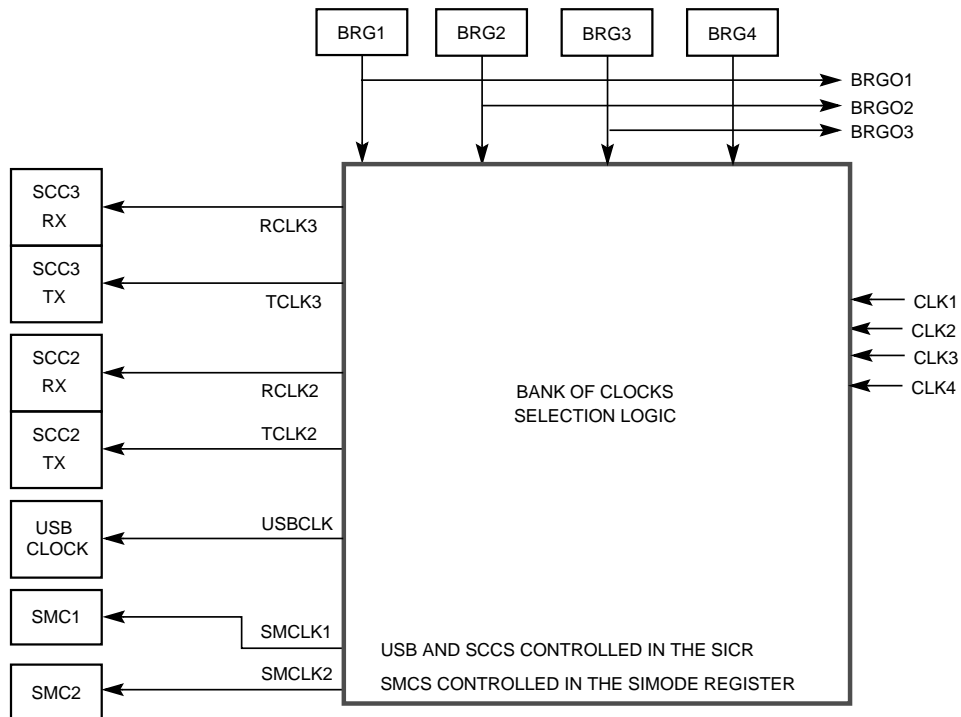 BRG1
BRG2
BRG3
BRG4
BRGO1
BRGO2
BRGO3
SCC3
RX
RCLK3
SCC3
TX
TCLK3
CLK1
CLK2
CLK3
CLK4
SCC2
RX
RCLK2
BANK OF CLOCKS
SELECTION LOGIC
SCC2
TX
TCLK2
USB
CLOCK
USBCLK
SMC1
SMCLK1
USB AND SCCS CONTROLLED IN THE SICR
SMC2
SMCLK2
SMCS CONTROLLED IN THE SIMODE REGISTER